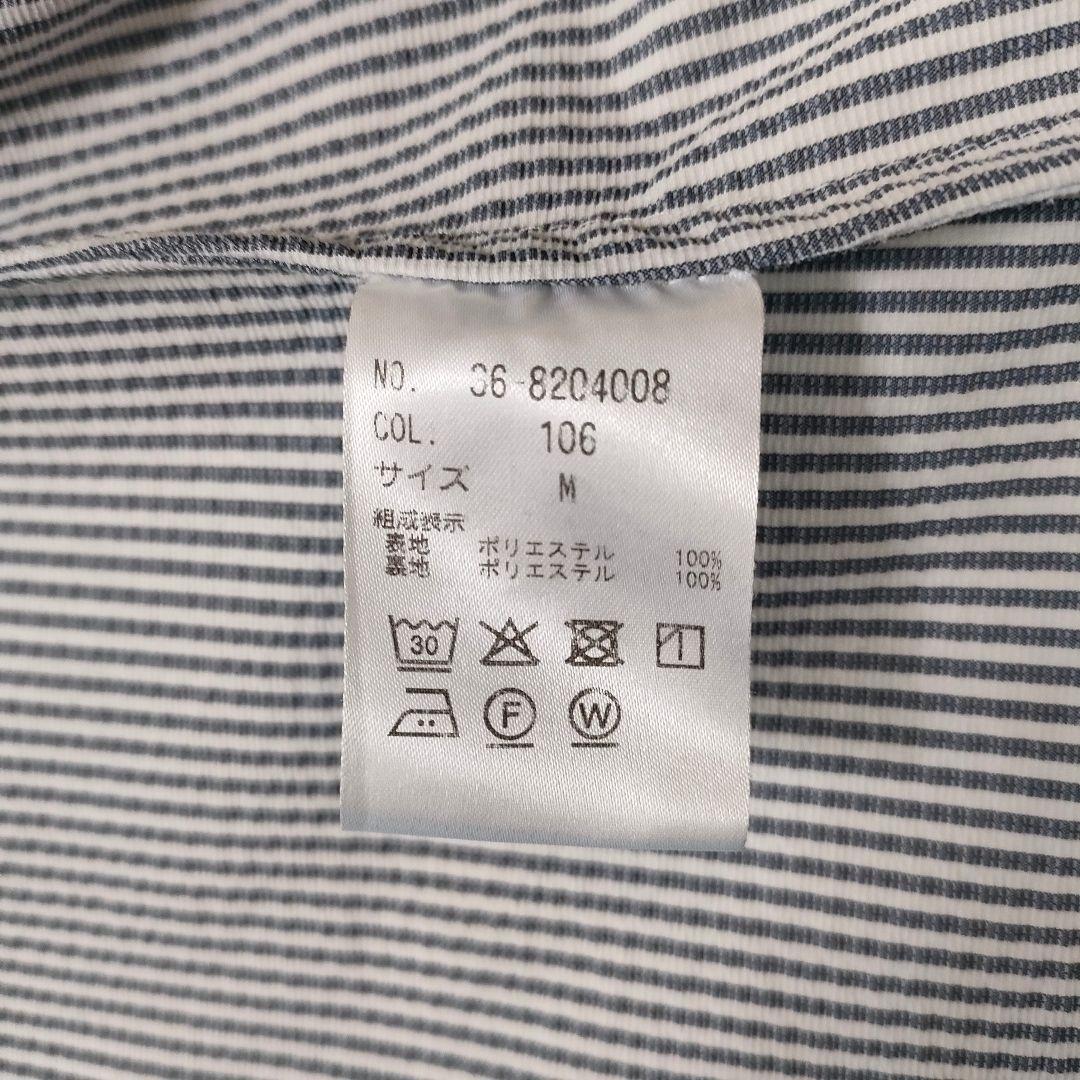 NO. 36-8204008
COL. 106
サイズ M
組成表示
表地 ポリエステル 100%
裏地 ポリエステル 100%
30
F W